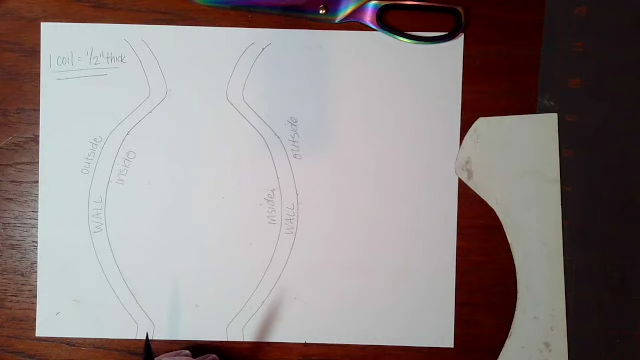 1 coil = 1/2" thick
outside
inside
WALL
outside
inside
WALL